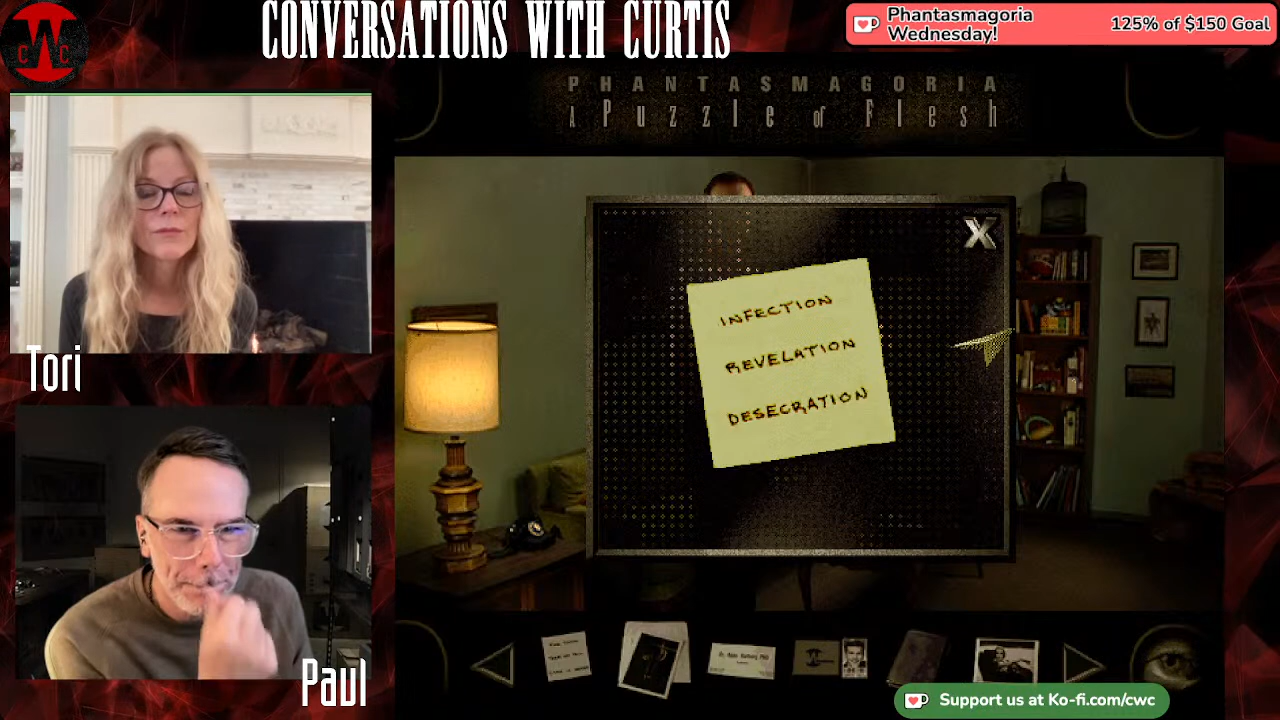 CWC
CONVERSATIONS WITH CURTIS
Phantasmagoria
Wednesday!
125% of $150 Goal
PHANTASMAGORIA
A Puzzle of Flesh
INFECTION
REVELATION
DESECRATION
X
Tori
Paul
Support us at Ko-fi.com/cwc